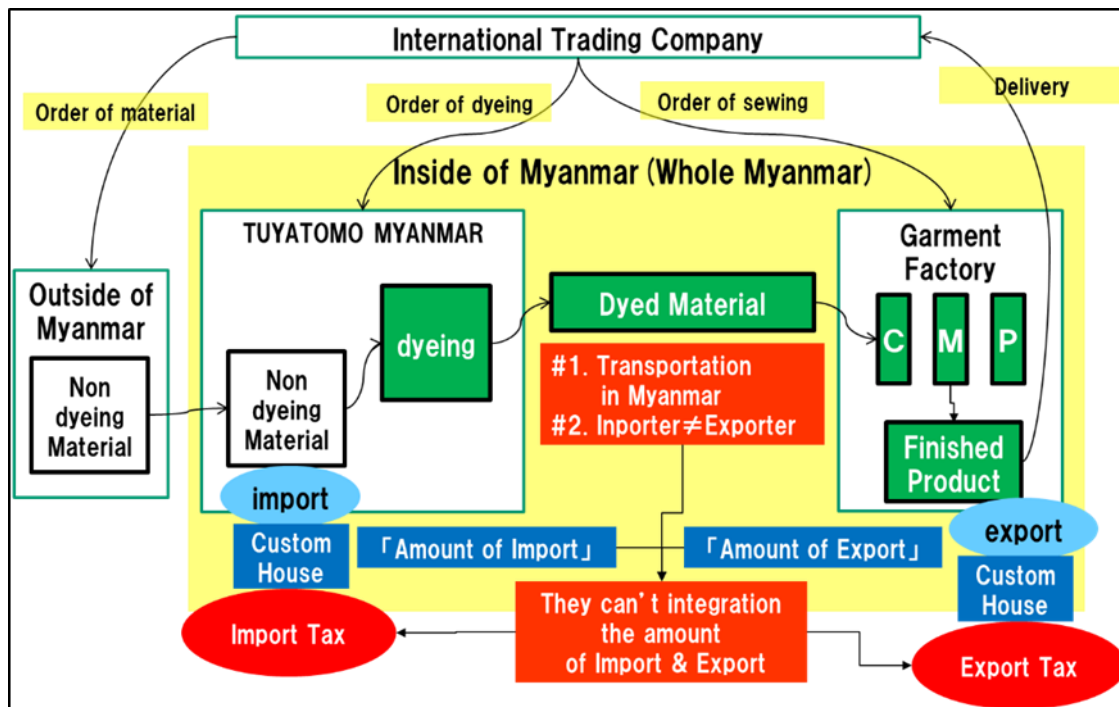 International Trading Company
Order of material
Order of dyeing
Order of sewing
Delivery
Inside of Myanmar (Whole Myanmar)
Outside of
Myanmar
Non
dyeing
Material
TUYATOMO MYANMAR
Non
dyeing
Material
dyeing
Dyed Material
#1. Transportation
in Myanmar
#2. Inporter≠Exporter
Garment
Factory
C
M
P
Finished
Product
import
Custom
House
Import Tax
「Amount of Import」
「Amount of Export」
They can't integration
the amount
of Import & Export
export
Custom
House
Export Tax